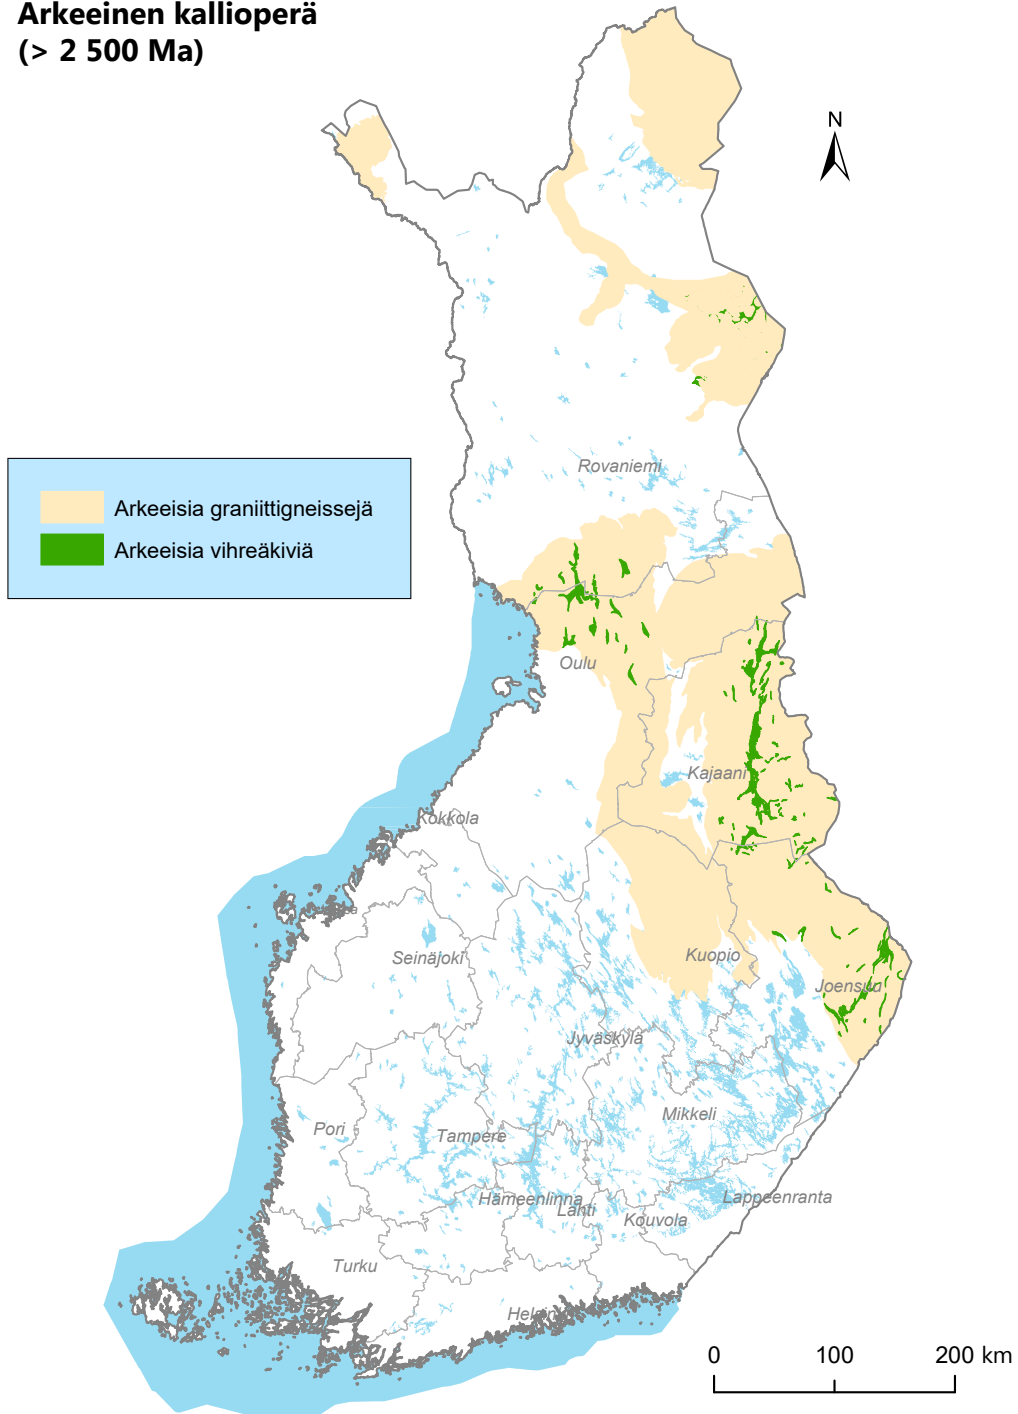 Arkeeinen kallioperä
(> 2 500 Ma)
N
Rovaniemi
Arkeeisia graniittigneissejä
Arkeeisia vihreäkiviä
Oulu
Kajaani
Kokkola
Seinäjoki
Kuopio
Joensuu
Jyväskylä
Mikkeli
Pori
Tampere
Hämeenlinna
Lahti
Lappeenranta
Kouvola
Turku
Helsinki
0 100 200 km